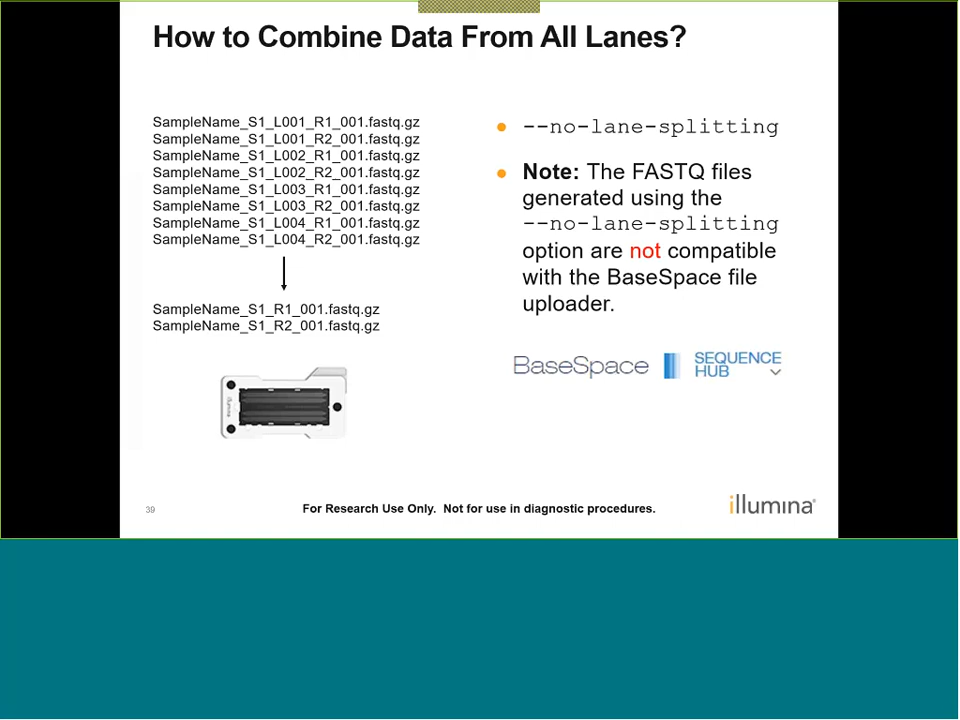 How to Combine Data From All Lanes?
SampleName_S1_L001_R1_001.fastq.gz
SampleName_S1_L001_R2_001.fastq.gz
SampleName_S1_L002_R1_001.fastq.gz
SampleName_S1_L002_R2_001.fastq.gz
SampleName_S1_L003_R1_001.fastq.gz
SampleName_S1_L003_R2_001.fastq.gz
SampleName_S1_L004_R1_001.fastq.gz
SampleName_S1_L004_R2_001.fastq.gz
SampleName_S1_R1_001.fastq.gz
SampleName_S1_R2_001.fastq.gz
illumina
--no-lane-splitting
Note: The FASTQ files
generated using the
--no-lane-splitting
option are not compatible
with the BaseSpace file
uploader.
BaseSpace
SEQUENCE
HUB
39
For Research Use Only. Not for use in diagnostic procedures.
illumina®